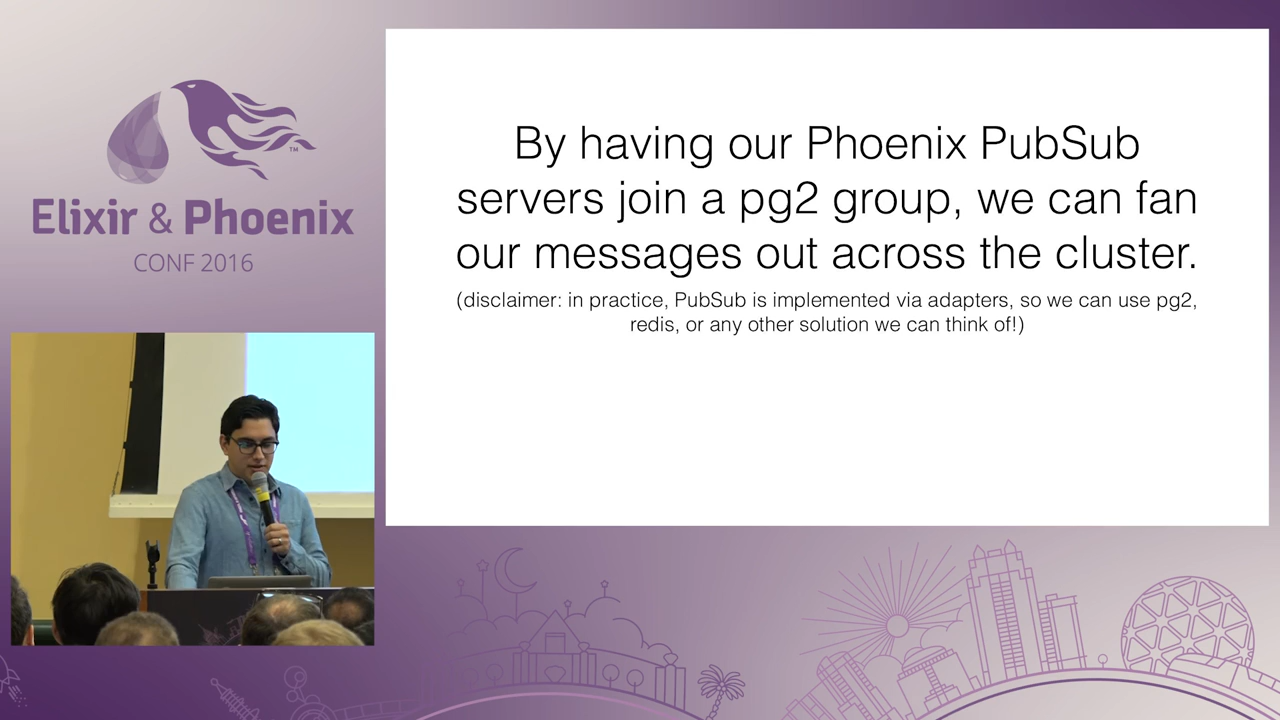 Elixir & Phoenix
CONF 2016
TM
By having our Phoenix PubSub
servers join a pg2 group, we can fan
our messages out across the cluster.
(disclaimer: in practice, PubSub is implemented via adapters, so we can use pg2,
redis, or any other solution we can think of!)